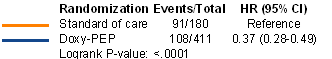 Randomization Events/Total HR (95% CI)
Standard of care 91/180 Reference
Doxy-PEP 108/411 0.37 (0.28-0.49)
Logrank P-value: <.0001